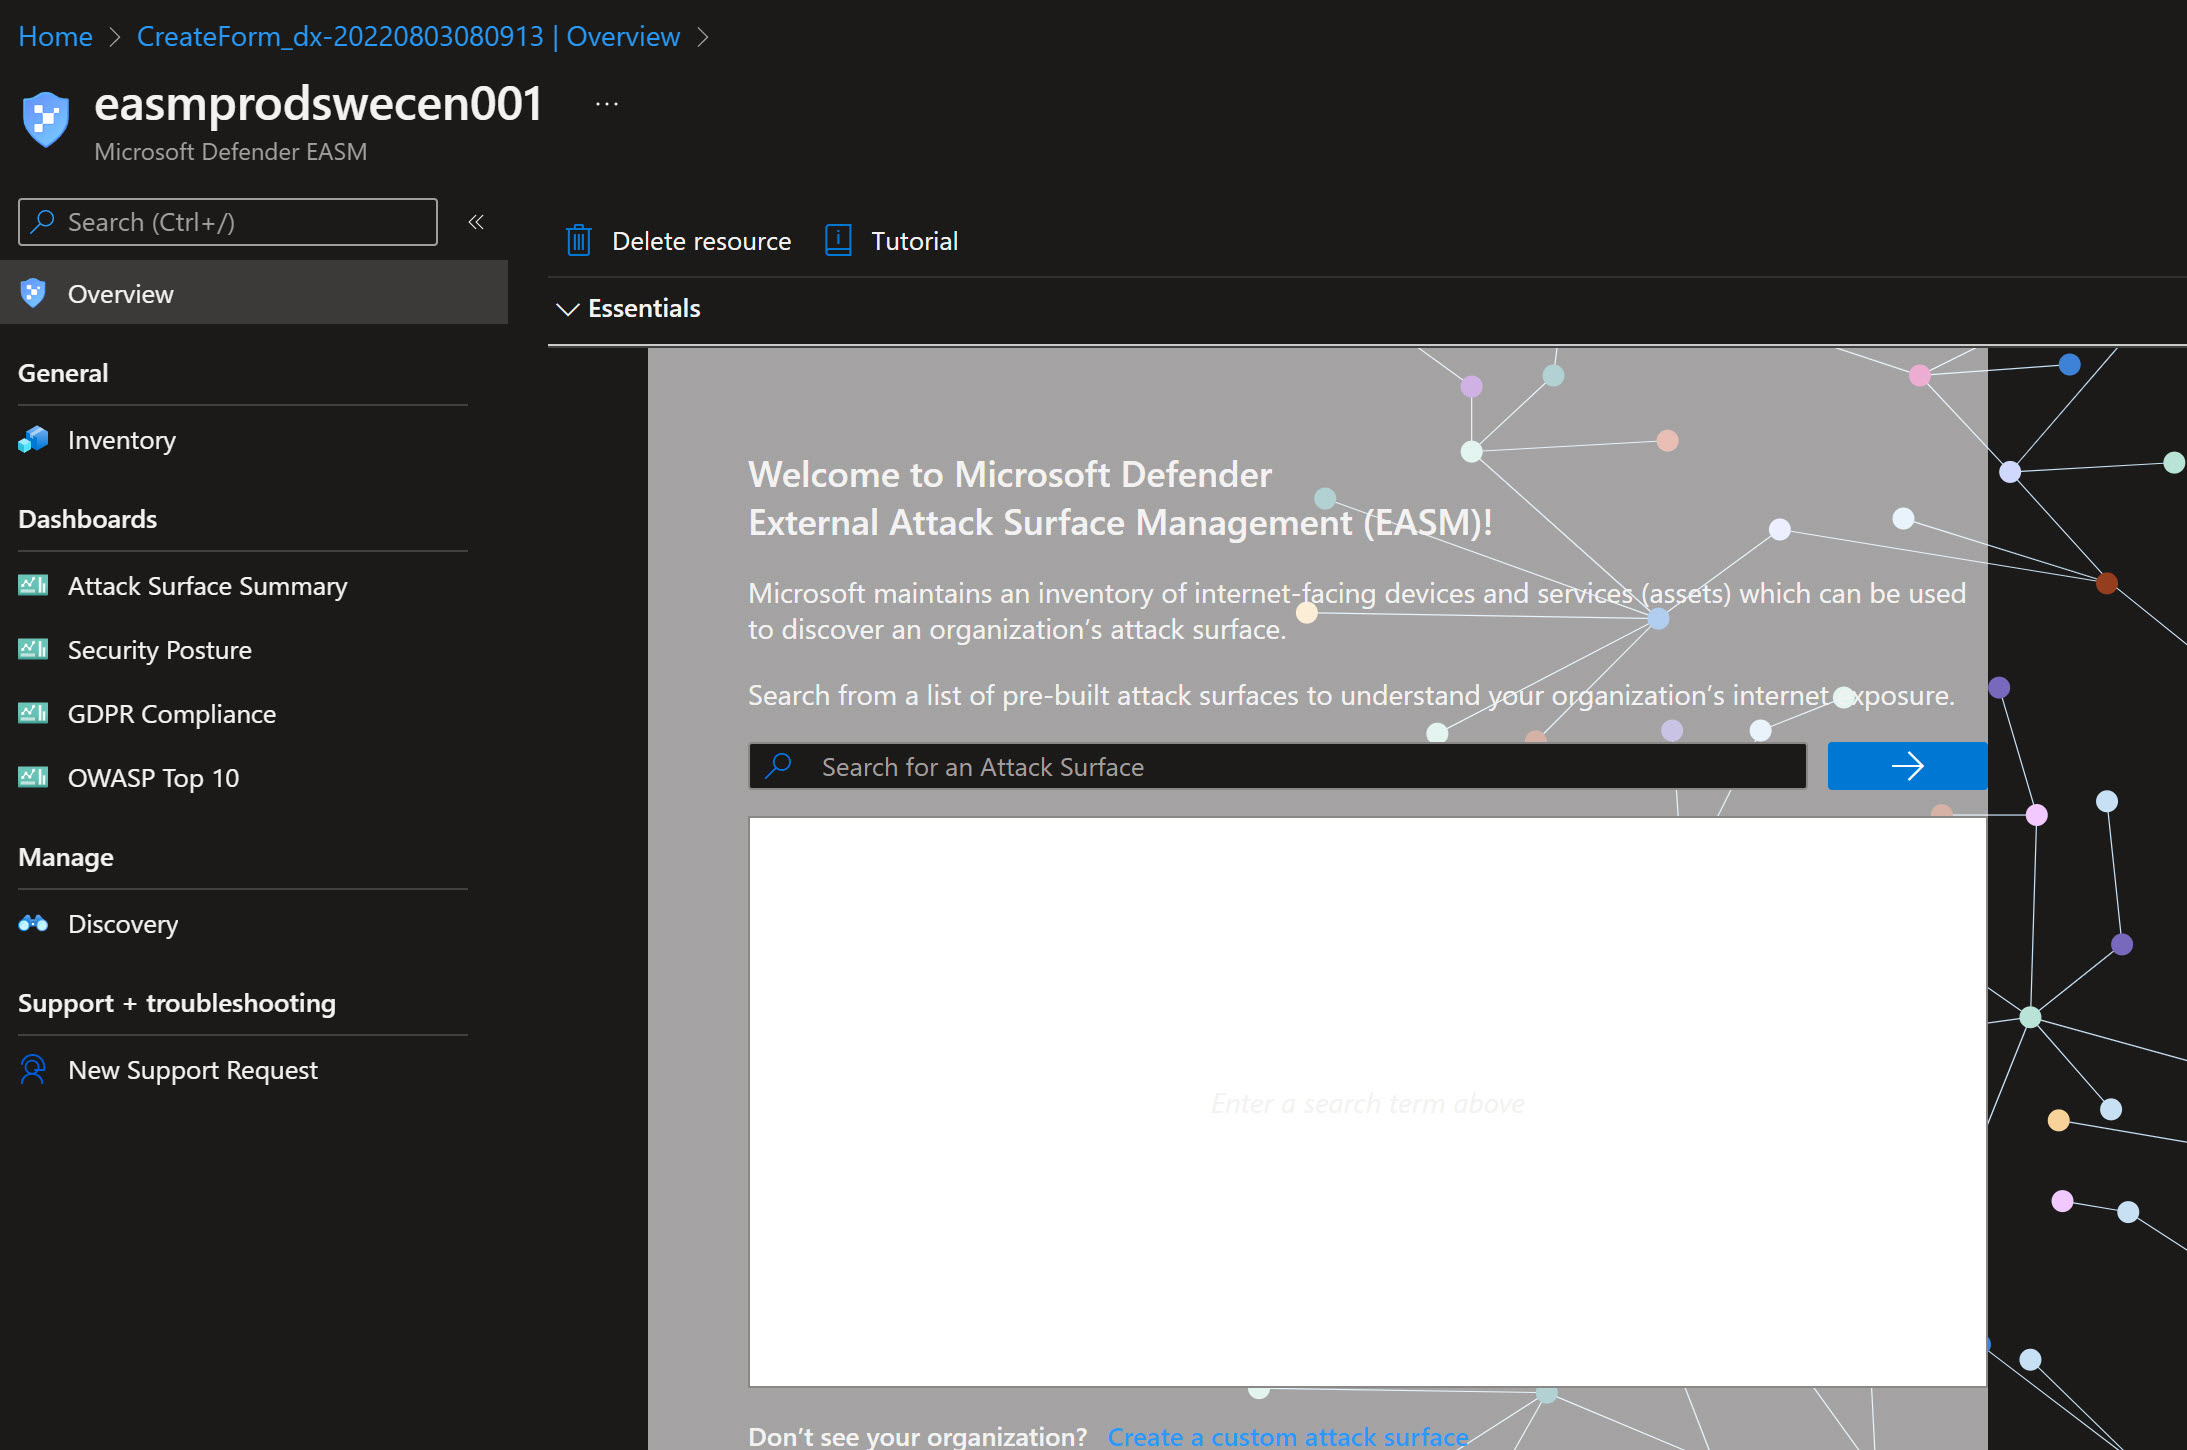 Home > CreateForm_dx-20220803080913 | Overview >
easmprodswecen001 ...
Microsoft Defender EASM
Search (Ctrl+/) «
Overview
General
Inventory
Dashboards
Attack Surface Summary
Security Posture
GDPR Compliance
OWASP Top 10
Manage
Discovery
Support + troubleshooting
New Support Request
Delete resource Tutorial
Essentials
Welcome to Microsoft Defender
External Attack Surface Management (EASM)!
Microsoft maintains an inventory of internet-facing devices and services (assets) which can be used
to discover an organization’s attack surface.
Search from a list of pre-built attack surfaces to understand your organization’s internet exposure.
Search for an Attack Surface
Enter a search term above
Don’t see your organization? Create a custom attack surface